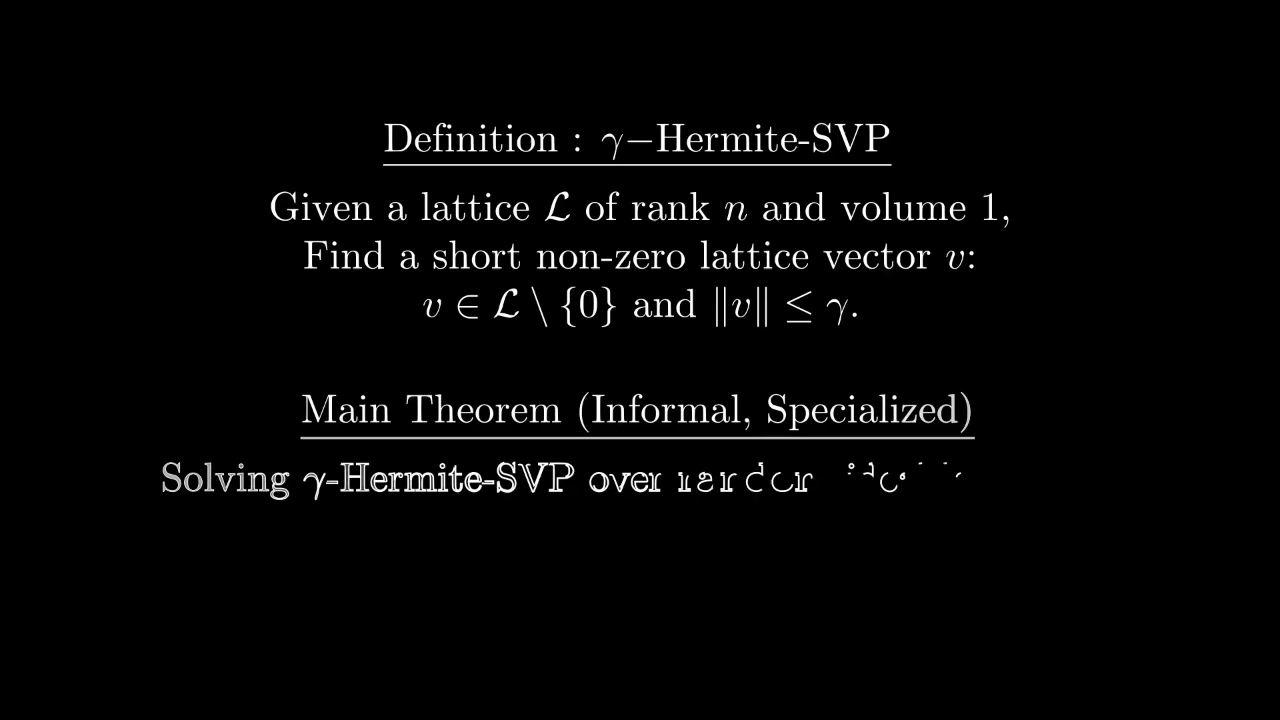 Definition : γ−Hermite-SVP
Given a lattice ℒ of rank n and volume 1,
Find a short non-zero lattice vector v:
v ∈ ℒ \ {0} and ‖v‖ ≤ γ.
Main Theorem (Informal, Specialized)
Solving γ-Hermite-SVP over